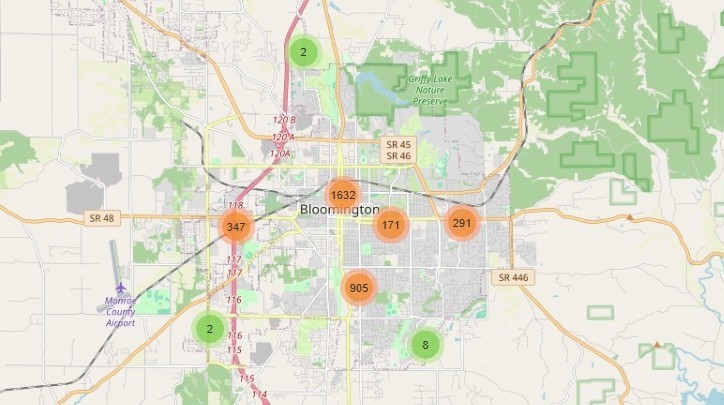 2
Griffy Lake
Nature
Preserve
120 B
120 A
120A
SR 45
SR 46
1632
118
Bloomington
SR 48
347
171
291
117
117
SR 446
905
116
Monroe
County
Airport
2
116
115
8
115
114